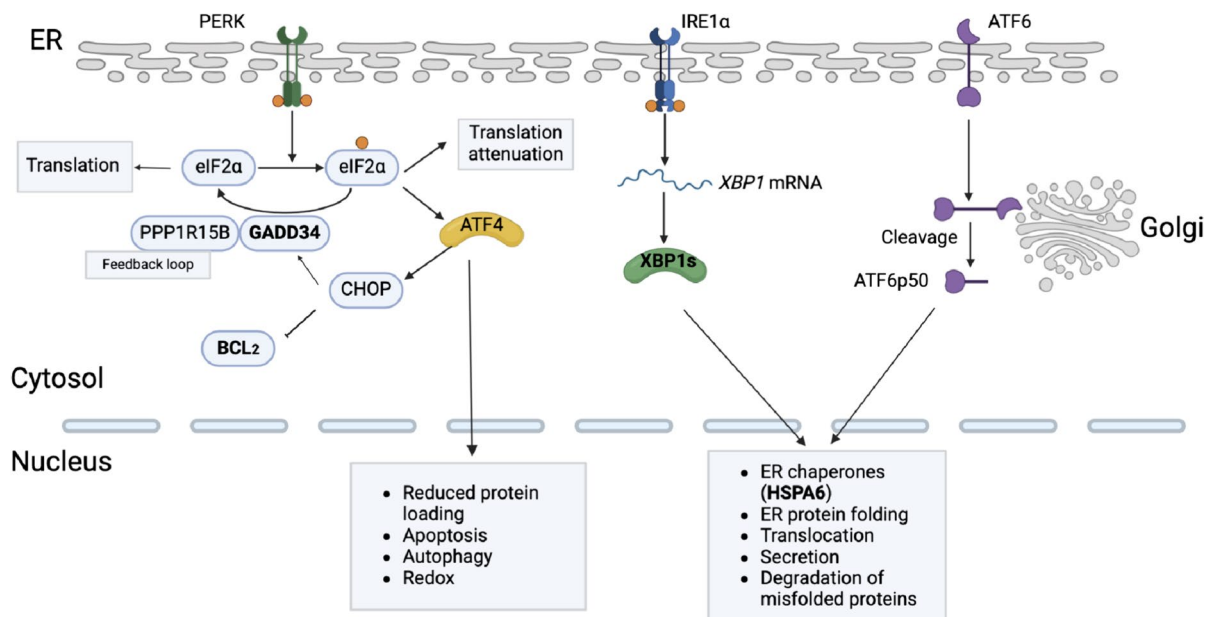 PERK
IRE1α
ATF6
ER
Translation
eIF2α
eIF2α
Translation
attenuation
XBP1 mRNA
PPP1R15B
GADD34
Feedback loop
ATF4
CHOP
BCL2
XBP1s
Cleavage
Golgi
ATF6p50
Cytosol
Nucleus
• Reduced protein
loading
• Apoptosis
• Autophagy
• Redox
• ER chaperones
(HSPA6)
• ER protein folding
• Translocation
• Secretion
• Degradation of
misfolded proteins